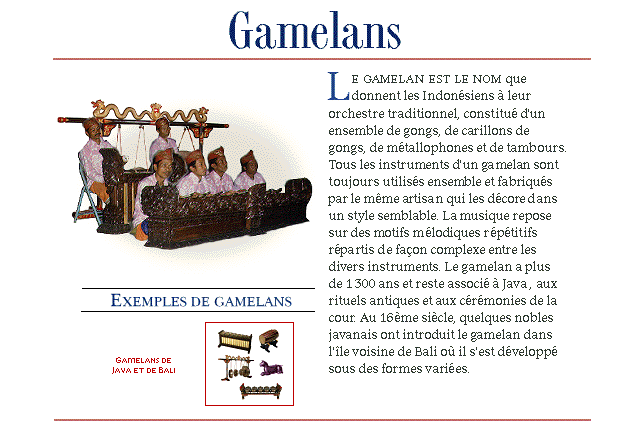 Gamelans
LE GAMELAN EST LE NOM que
donnent les Indonésiens à leur
orchestre traditionnel, constitué d'un
ensemble de gongs, de carillons de
gongs, de métallophones et de tambours.
Tous les instruments d'un gamelan sont
toujours utilisés ensemble et fabriqués
par le même artisan qui les décore dans
un style semblable. La musique repose
sur des motifs mélodiques répétitifs
répartis de façon complexe entre les
divers instruments. Le gamelan a plus
de 1 300 ans et reste associé à Java, aux
rituels antiques et aux cérémonies de la
cour. Au 16ème siècle, quelques nobles
javanais ont introduit le gamelan dans
l'île voisine de Bali où il s'est développé
sous des formes variées.
EXEMPLES DE GAMELANS
GAMELANS DE
JAVA ET DE BALI